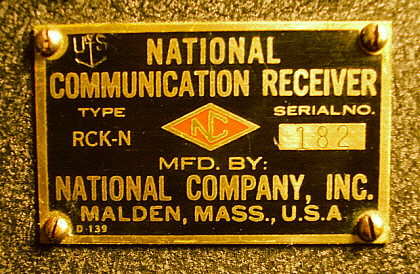 U S
NATIONAL
COMMUNICATION RECEIVER
TYPE SERIAL NO.
RCK-N NC 182
MFD. BY:
NATIONAL COMPANY, INC.
MALDEN, MASS., U.S.A
D-139